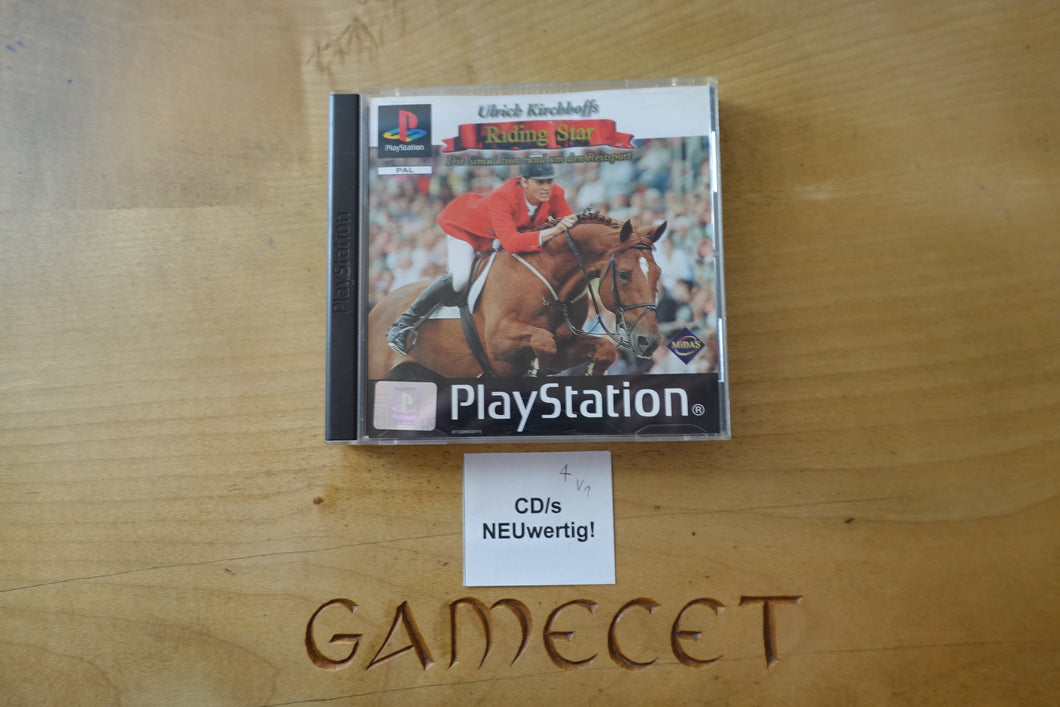 Ulrich Kirchhoffs
Riding Star
Die Simulation rund um den Reitsport
PlayStation
PAL
PlayStation
MiDAS
PlayStation®
4
V1
CD/s
NEUwertig!
GAMECET